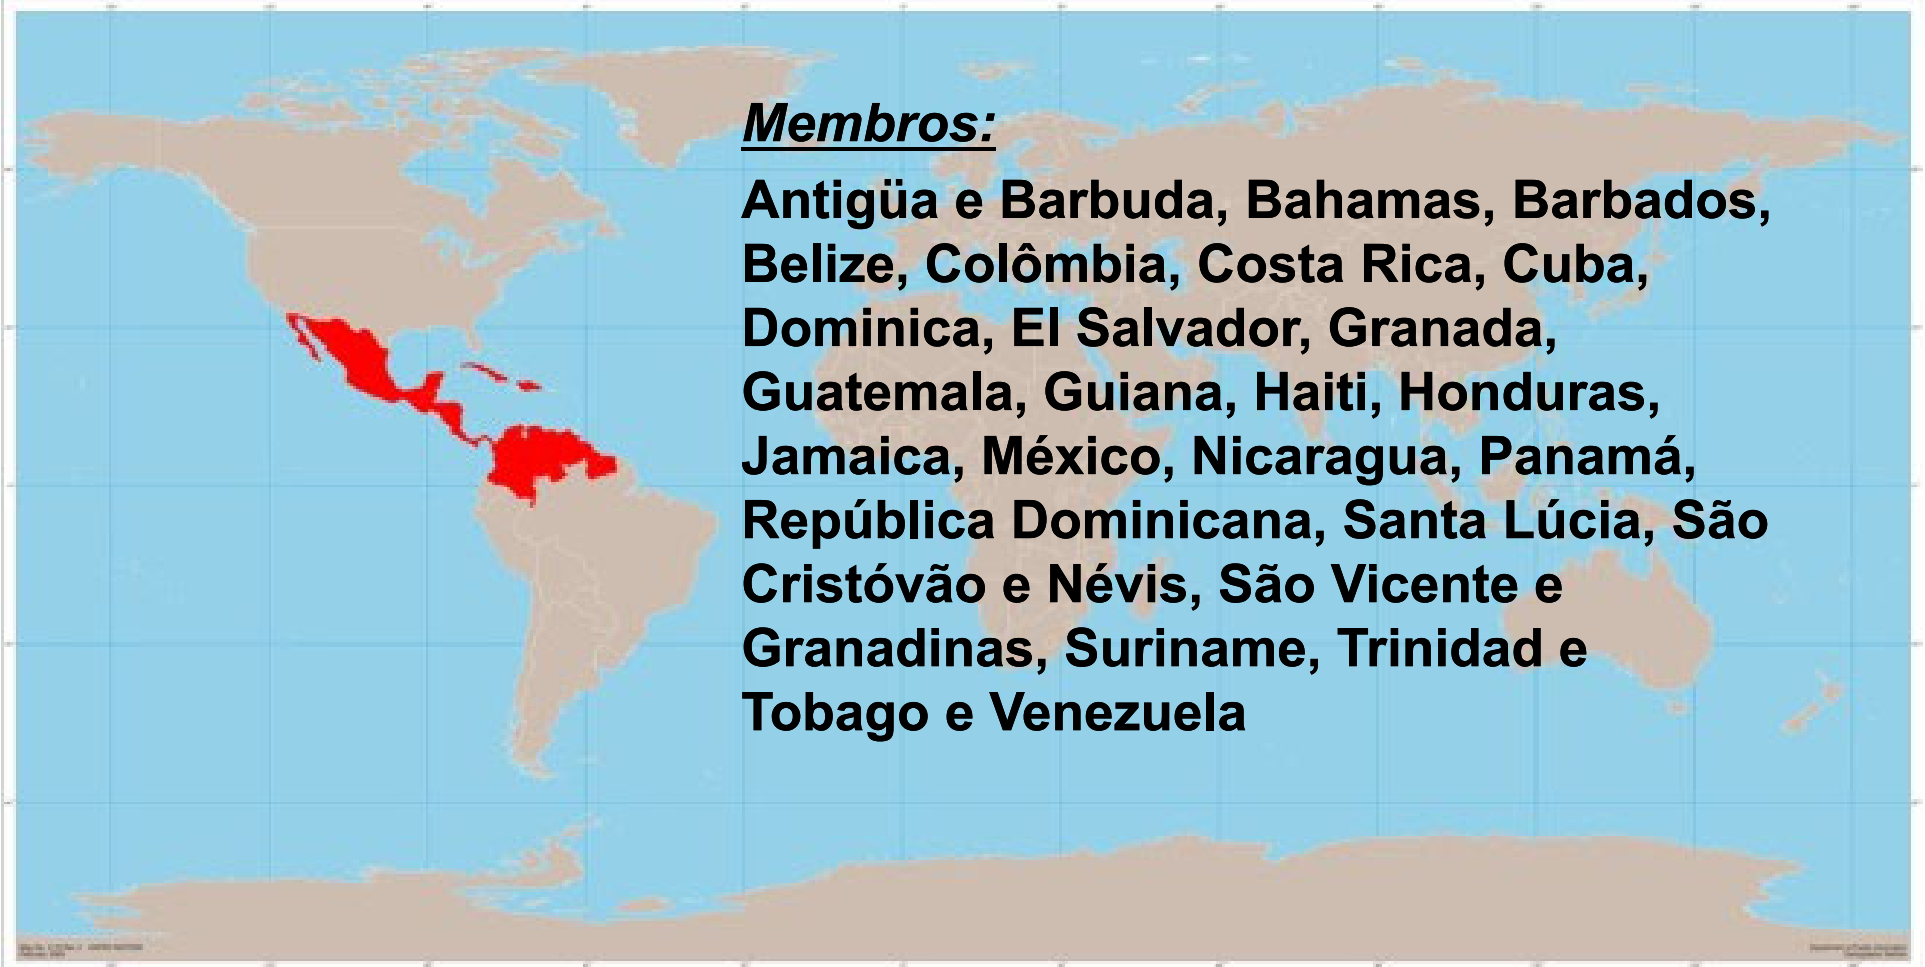 Membros:
Antigüa e Barbuda, Bahamas, Barbados,
Belize, Colômbia, Costa Rica, Cuba,
Dominica, El Salvador, Granada,
Guatemala, Guiana, Haiti, Honduras,
Jamaica, México, Nicaragua, Panamá,
República Dominicana, Santa Lúcia, São
Cristóvão e Névis, São Vicente e
Granadinas, Suriname, Trinidad e
Tobago e Venezuela